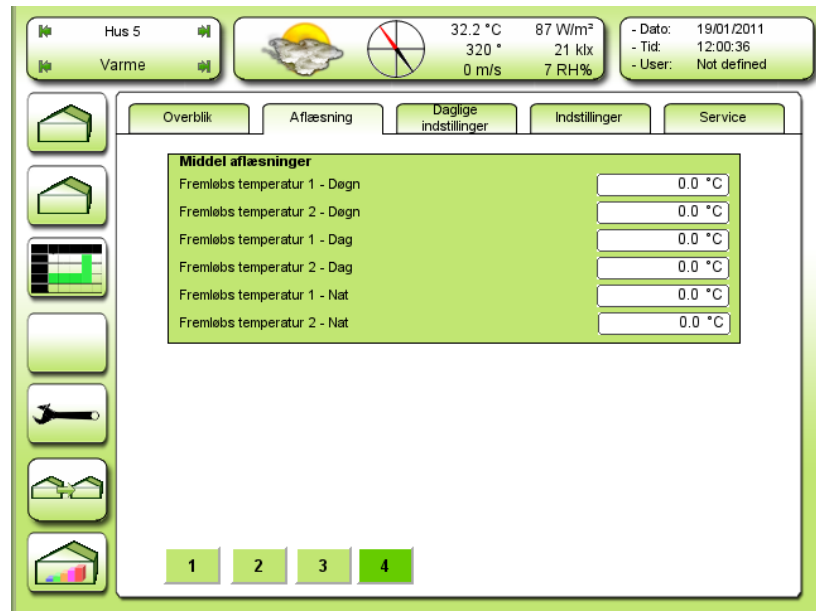 Hus 5
Varme
32.2 °C 87 W/m²
320 ° 21 klx
0 m/s 7 RH%
- Dato: 19/01/2011
- Tid: 12:00:36
- User: Not defined
Overblik
Aflæsning
Daglige
indstillinger
Indstillinger
Service
Middel aflæsninger
Fremløbs temperatur 1 - Døgn 0.0 °C
Fremløbs temperatur 2 - Døgn 0.0 °C
Fremløbs temperatur 1 - Dag 0.0 °C
Fremløbs temperatur 2 - Dag 0.0 °C
Fremløbs temperatur 1 - Nat 0.0 °C
Fremløbs temperatur 2 - Nat 0.0 °C
1 2 3 4